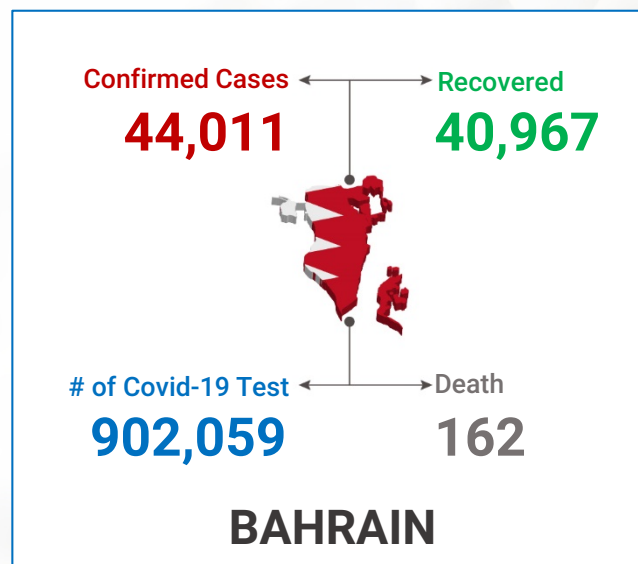 Confirmed Cases
44,011
Recovered
40,967
# of Covid-19 Test
902,059
Death
162
BAHRAIN